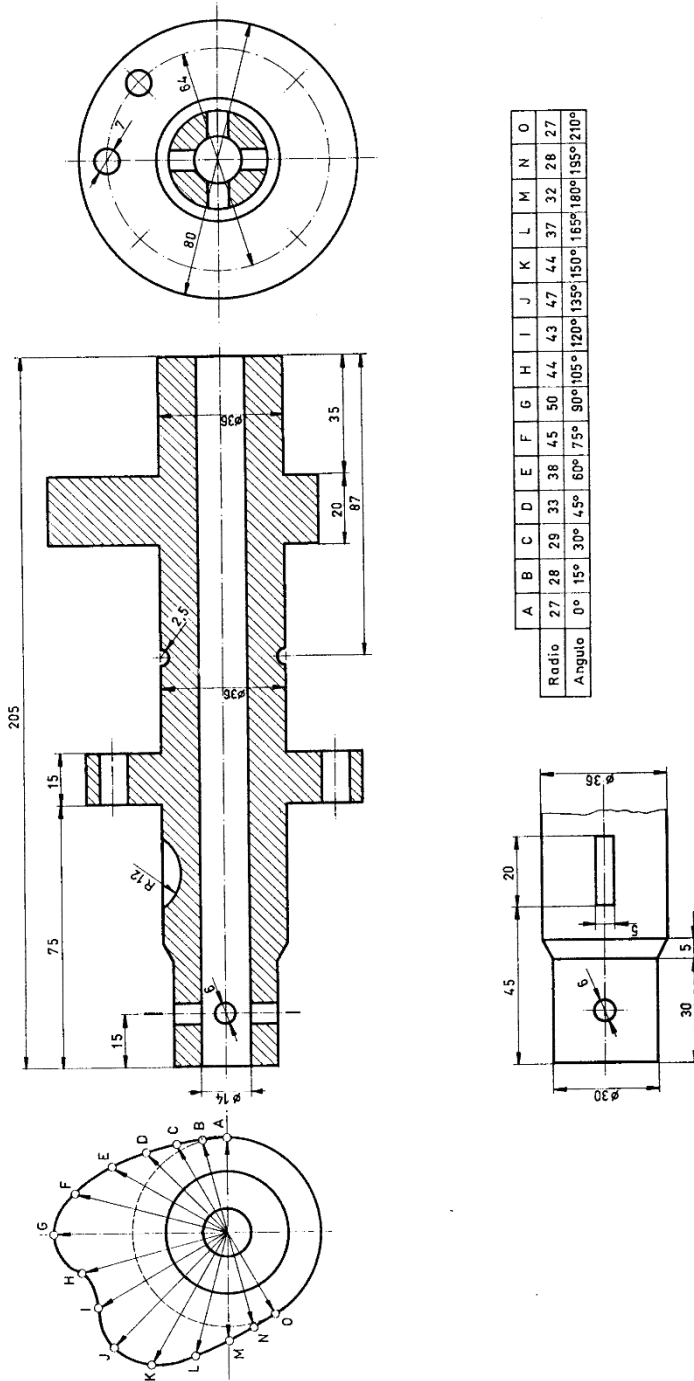 7
64
80
205
ø36
35
20
87
2,5
ø36
15
75
R12
6
15
ø14
A
B
C
D
E
F
G
H
I
J
K
L
M
N
O
A B C D E F G H I J K L M N O
Radio 27 28 29 33 38 45 50 44 43 47 44 37 32 28 27
Angulo 0° 15° 30° 45° 60° 75° 90° 105° 120° 135° 150° 165° 180° 195° 210°
ø36
20
5
45
5
30
6
ø30